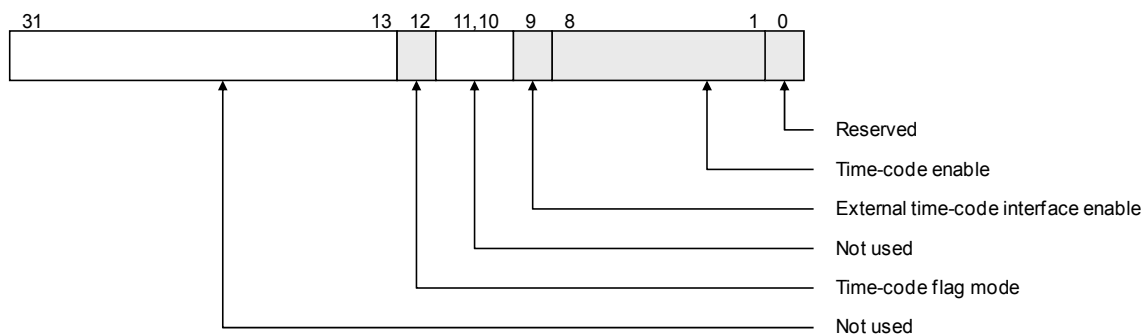 31 13 12 11,10 9 8 1 0
Reserved
Time-code enable
External time-code interface enable
Not used
Time-code flag mode
Not used